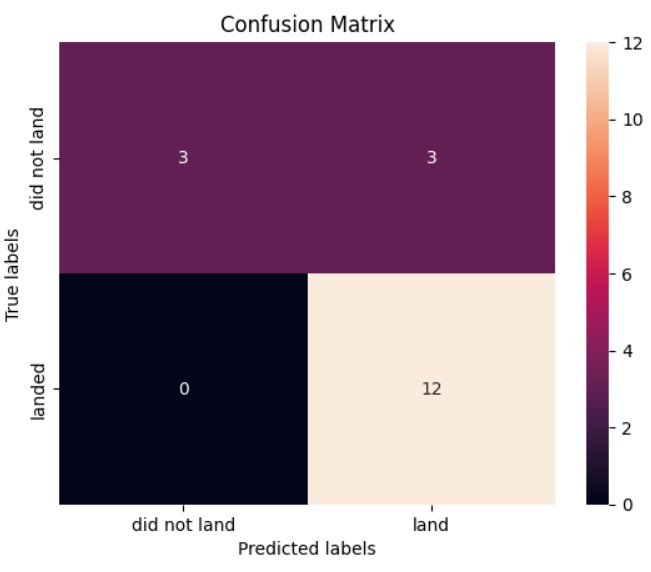 Confusion Matrix
True labels
did not land
landed
3
3
0
12
did not land
land
Predicted labels
12
10
8
6
4
2
0